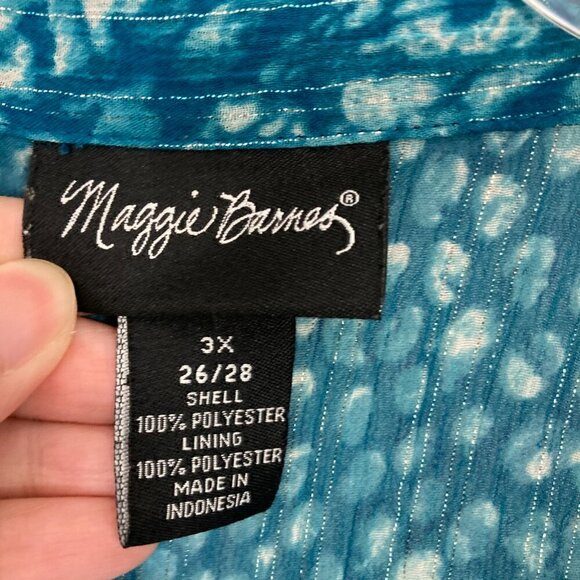 Maggie Barnes®
3X
26/28
SHELL
100% POLYESTER
LINING
100% POLYESTER
MADE IN
INDONESIA